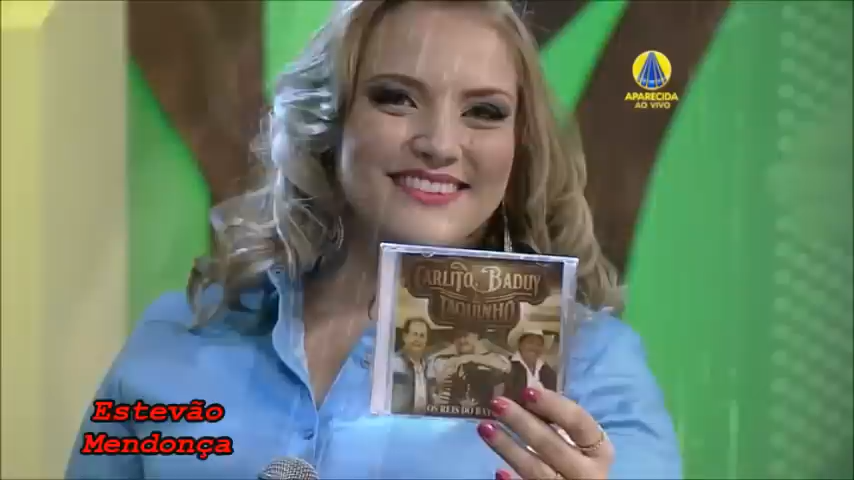 APARECIDA
AO VIVO
CARLITO, BADUY
TAQUINHO
OS REIS DO
Estevão
Mendonça